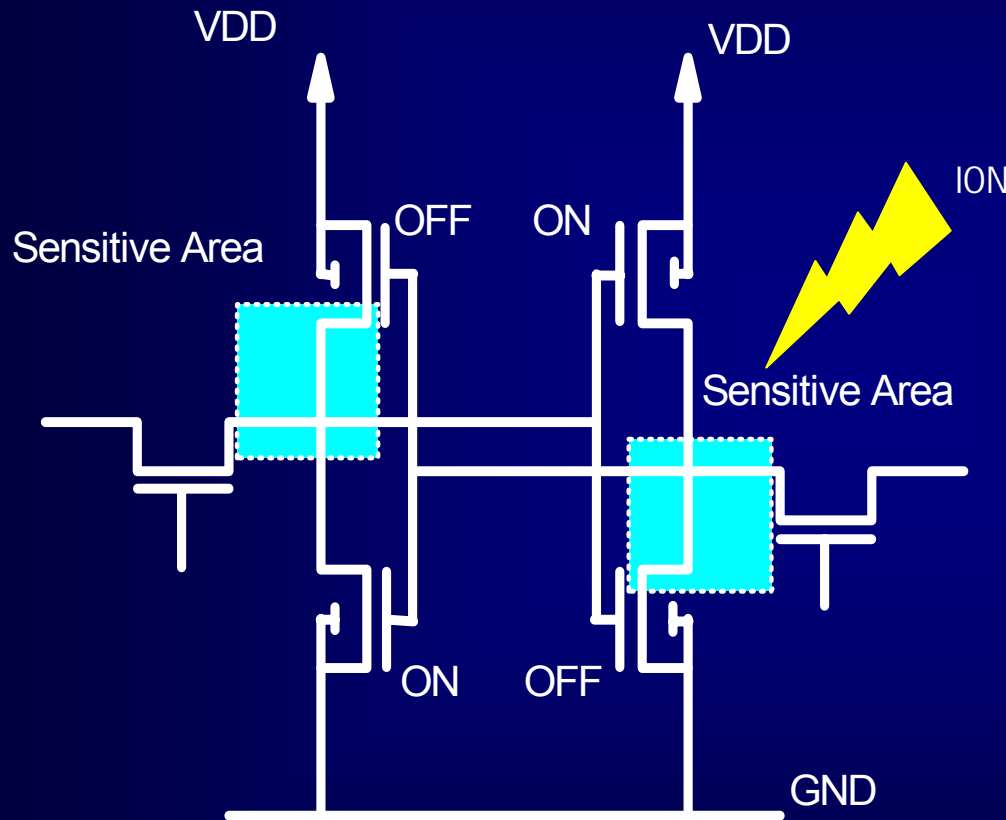 VDD
VDD
ION
OFF
ON
Sensitive Area
Sensitive Area
ON
OFF
GND